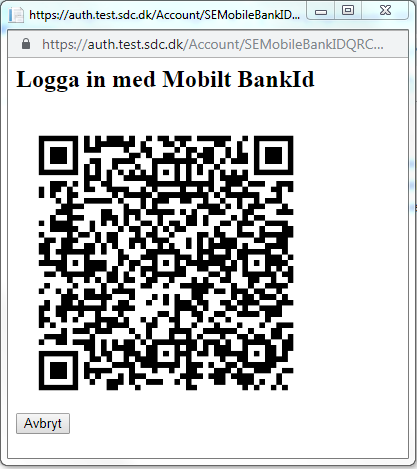 https://auth.test.sdc.dk/Account/SEMobileBankID...
https://auth.test.sdc.dk/Account/SEMobileBankIDQRC...
Logga in med Mobilt BankId
Avbryt